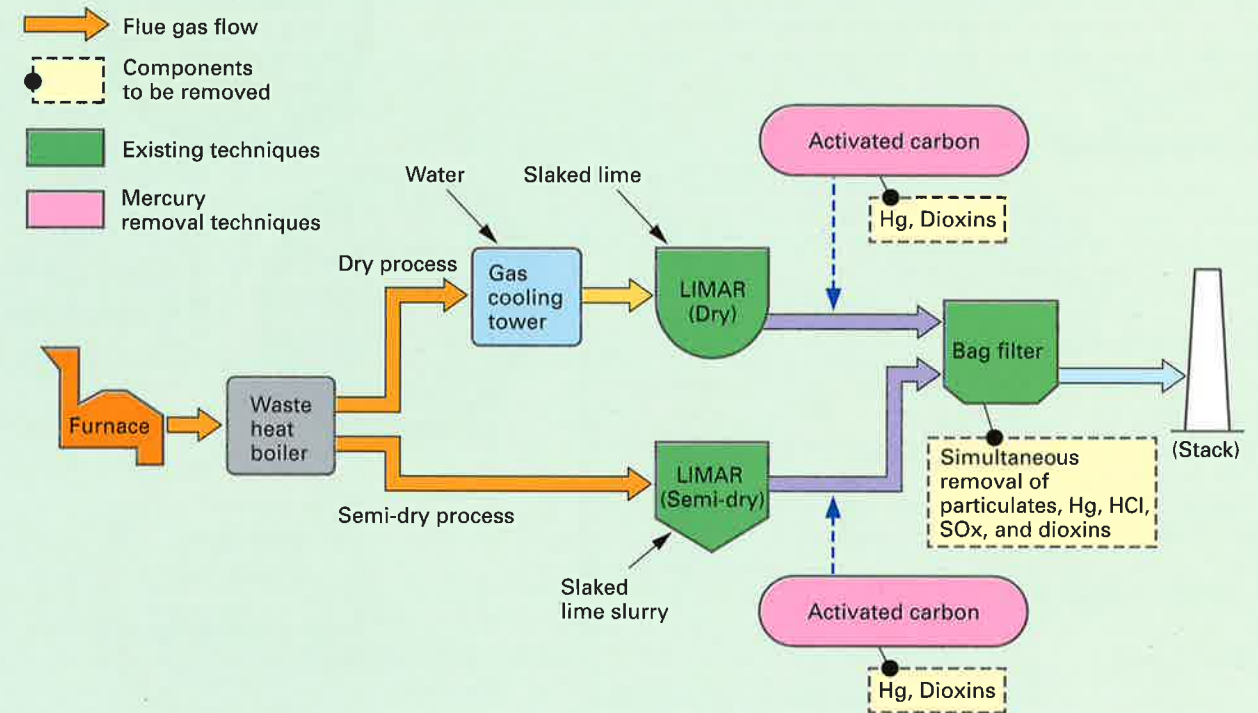 Flue gas flow
Components
to be removed
Existing techniques
Mercury
removal techniques
Activated carbon
Hg, Dioxins
Water
Slaked lime
Dry process
Gas
cooling
tower
LIMAR
(Dry)
Bag filter
Furnace
Waste
heat
boiler
(Stack)
Simultaneous
removal of
particulates, Hg, HCl,
SOx, and dioxins
LIMAR
(Semi-dry)
Semi-dry process
Slaked
lime slurry
Activated carbon
Hg, Dioxins